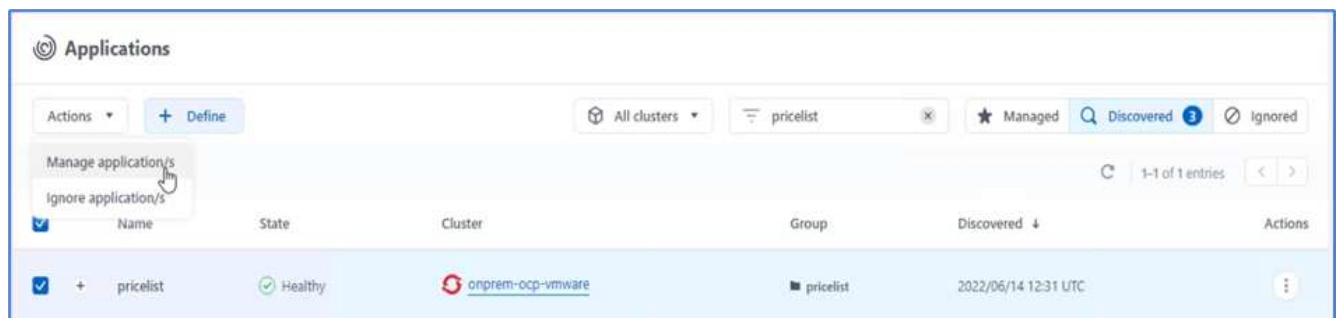 Applications
Actions
+ Define
All clusters
pricelist
Managed
Discovered 3
Ignored
Manage application/s
Ignore application/s
1-1 of 1 entries
Name State Cluster Group Discovered ↓ Actions
+ pricelist Healthy onprem-ocp-vmware pricelist 2022/06/14 12:31 UTC